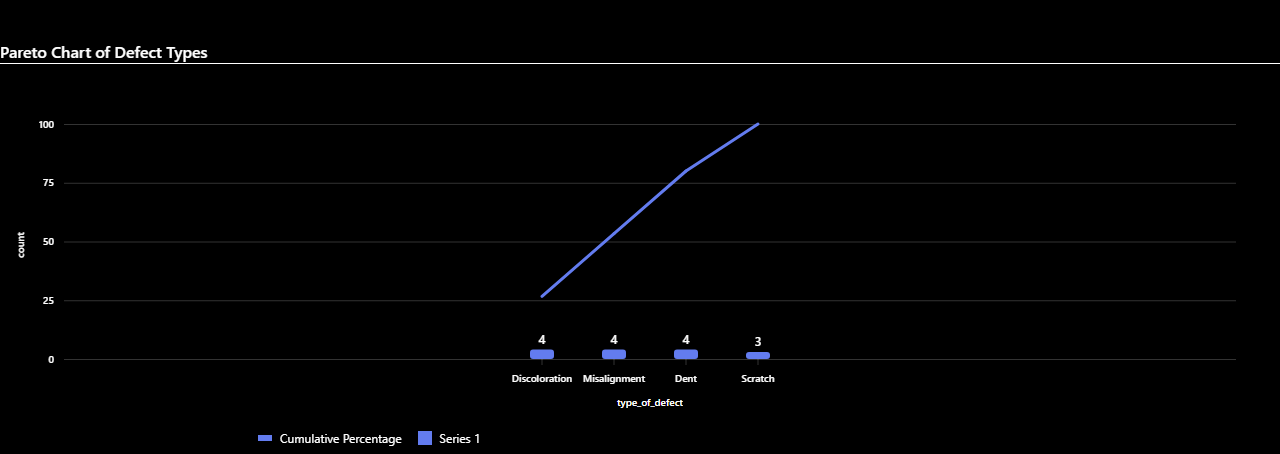 Pareto Chart of Defect Types
100
75
50
25
0
count
4 4 4 3
Discoloration Misalignment Dent Scratch
type_of_defect
Cumulative Percentage Series 1